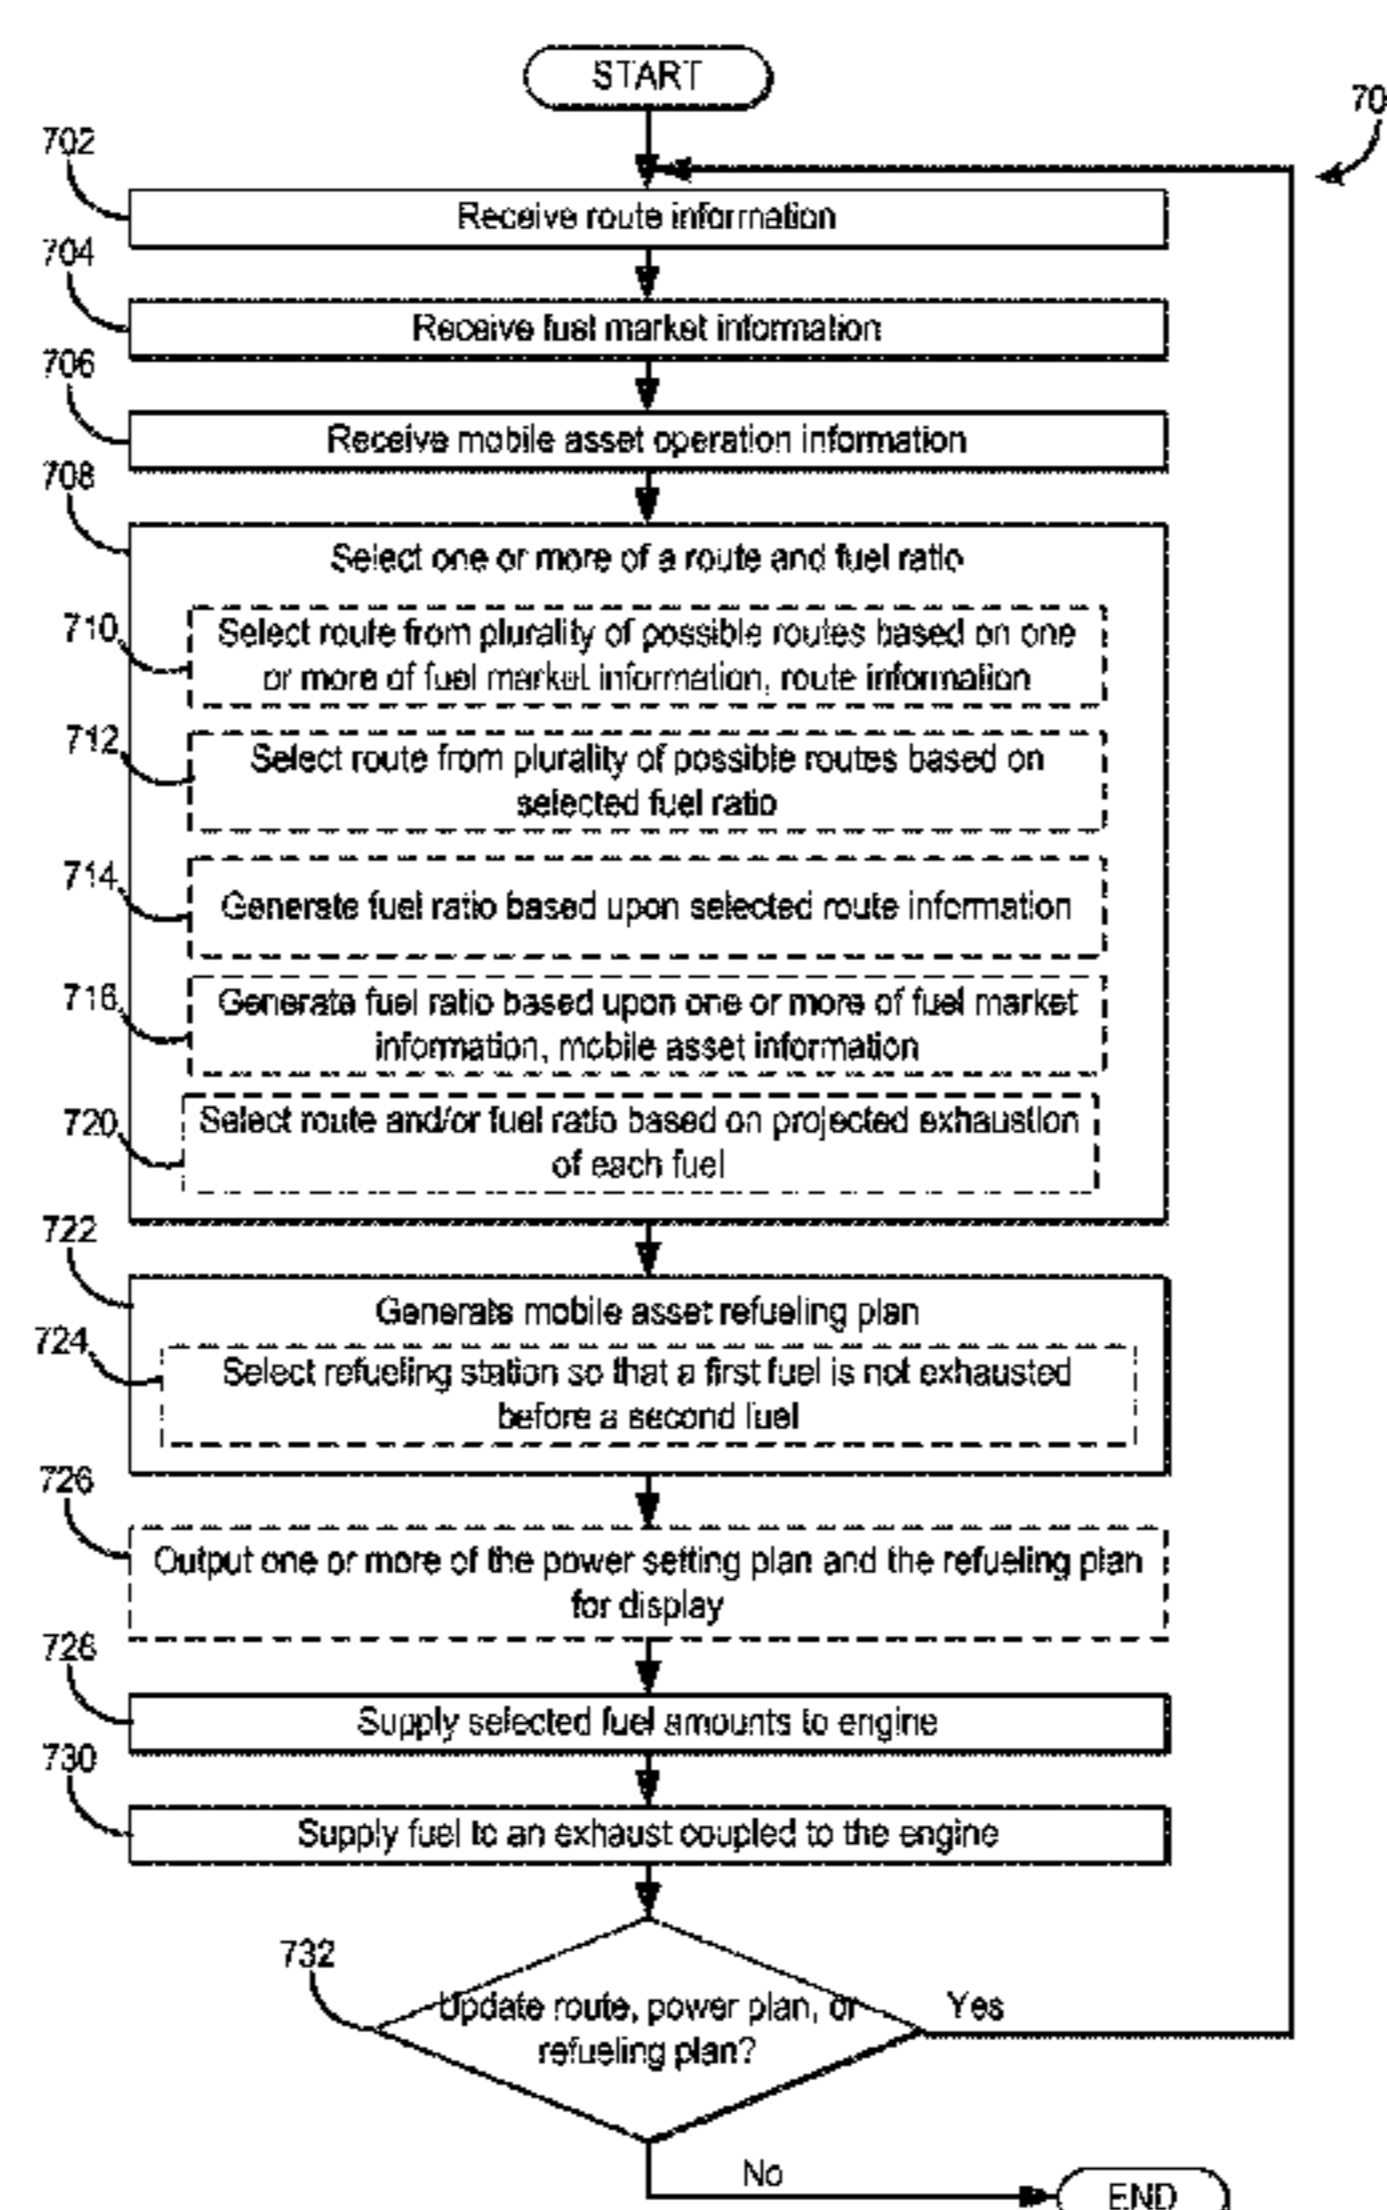 START
70
702
Receive route information
704
Receive fuel market information
706
Receive mobile asset operation information
708
Select one or more of a route and fuel ratio
710
Select route from plurality of possible routes based on one
or more of fuel market information, route information
712
Select route from plurality of possible routes based on
selected fuel ratio
714
Generate fuel ratio based upon selected route information
716
Generate fuel ratio based upon one or more of fuel market
information, mobile asset information
720
Select route and/or fuel ratio based on projected exhaustion
of each fuel
722
Generate mobile asset refueling plan
724
Select refueling station so that a first fuel is not exhausted
before a second fuel
726
Output one or more of the power setting plan and the refueling plan
for display
728
Supply selected fuel amounts to engine
730
Supply fuel to an exhaust coupled to the engine
732
Update route, power plan, or
refueling plan?
Yes
No
END